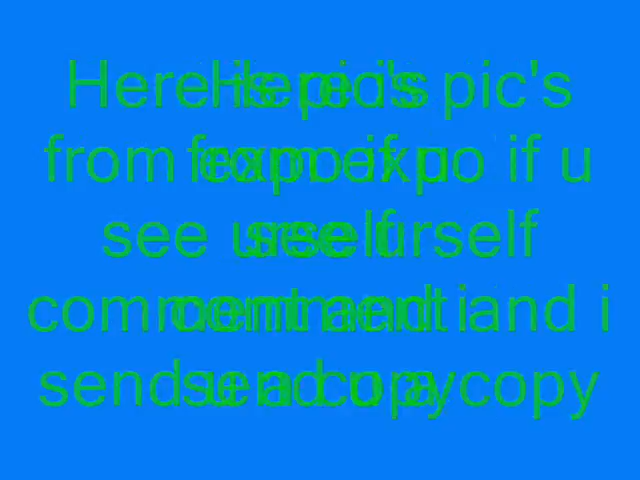 Here is pic's
from expo if u
see urself
comment and i
send u a copy